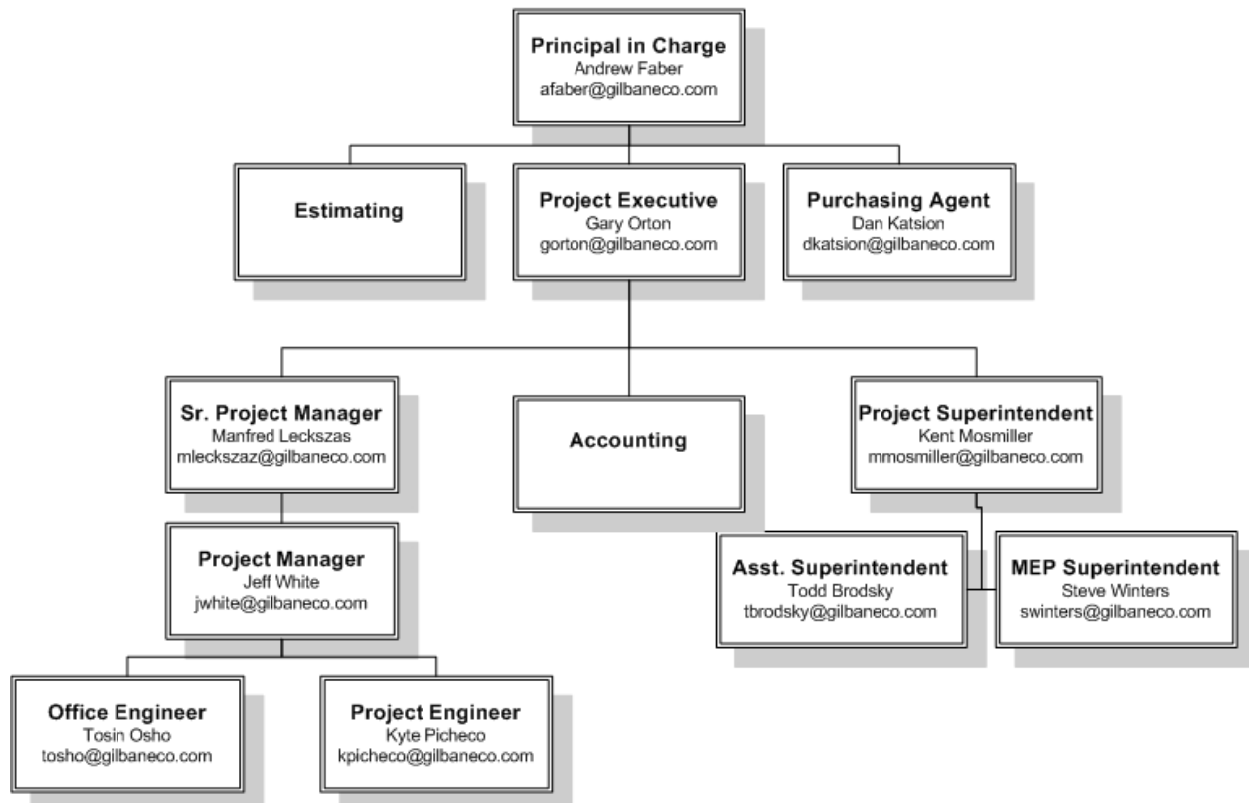 Principal in Charge
Andrew Faber
afaber@gilbaneco.com
Estimating
Project Executive
Gary Orton
gorton@gilbaneco.com
Purchasing Agent
Dan Katsion
dkatsion@gilbaneco.com
Sr. Project Manager
Manfred Leckszas
mleckszaz@gilbaneco.com
Accounting
Project Superintendent
Kent Mosmiller
mmosmiller@gilbaneco.com
Project Manager
Jeff White
jwhite@gilbaneco.com
Asst. Superintendent
Todd Brodsky
tbrodsky@gilbaneco.com
MEP Superintendent
Steve Winters
swinters@gilbaneco.com
Office Engineer
Tosin Osho
tosho@gilbaneco.com
Project Engineer
Kyte Picheco
kpicheco@gilbaneco.com